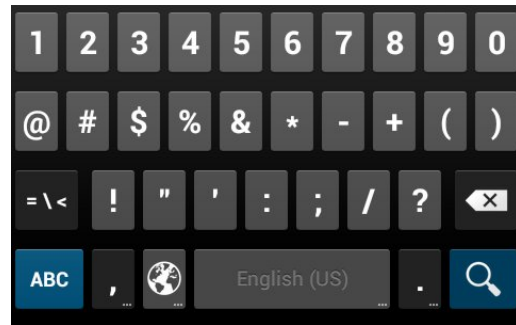 1 2 3 4 5 6 7 8 9 0
@ # $ % & * - + ( )
= \ < ! " ' : ; / ?
ABC , English (US) .